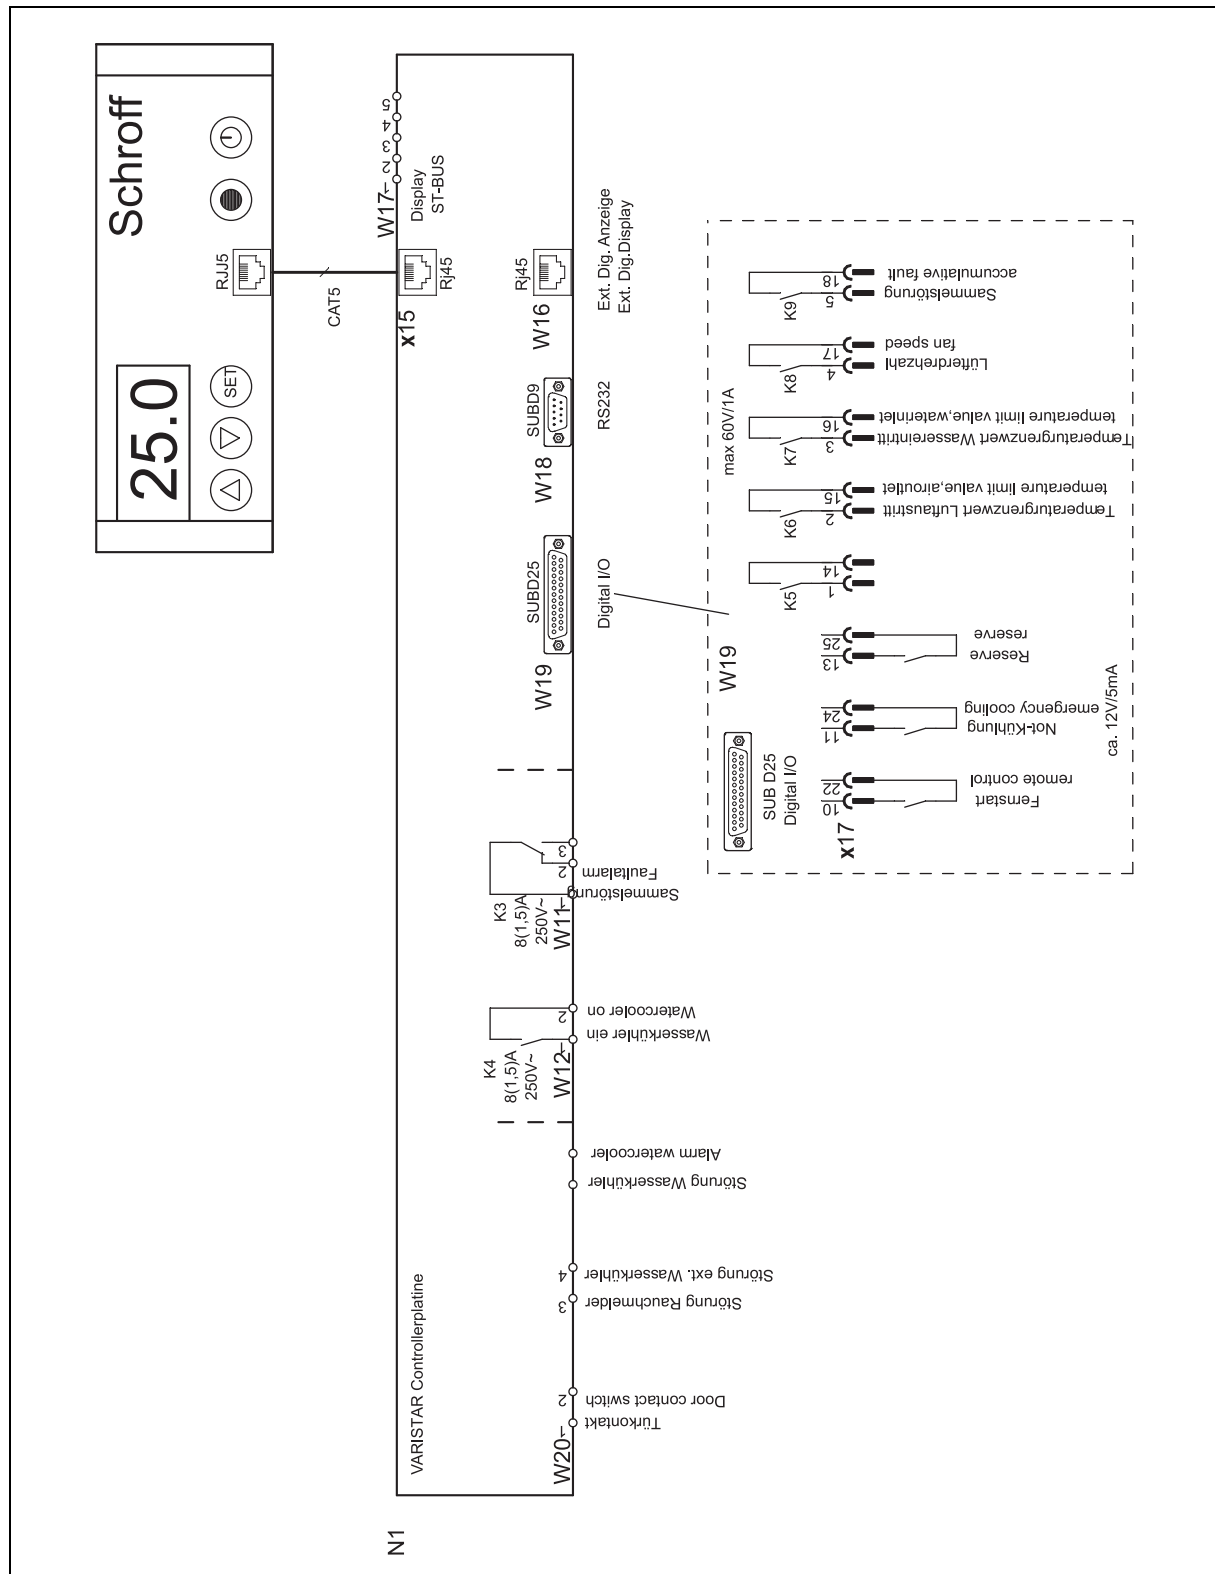 Schroff
25.0
SET
RJJ5
CAT5
x15
Rj45
W17
1
2
3
4
5
Display
ST-BUS
W16
Rj45
Ext. Dig. Anzeige
Ext. Dig.Display
W18
SUBD9
RS232
W19
SUBD25
Digital I/O
K3
8(1,5)A
250V~
W11
1
2
3
Sammelstörung
Faultalarm
K4
8(1,5)A
250V~
W12
1
2
Wasserkühler ein
Watercooler on
Alarm watercooler
Störung Wasserkühler
4
Störung ext. Wasserkühler
3
Störung Rauchmelder
2
Door contact switch
W20
1
Türkontakt
VARISTAR Controllerplatine
N1
W19
SUB D25
Digital I/O
x17
max 60V/1A
K5
1
14
K6
2
15
Temperaturgrenzwert Luftaustritt
temperature limit value,airoutlet
K7
3
16
Temperaturgrenzwert Wassereintritt
temperature limit value,waterinlet
K8
4
17
Lüfterdrehzahl
fan speed
K9
5
18
Sammelstörung
accumulative fault
10
22
Fernstart
remote control
11
24
Not-Kühlung
emergency cooling
13
25
Reserve
reserve
ca. 12V/5mA